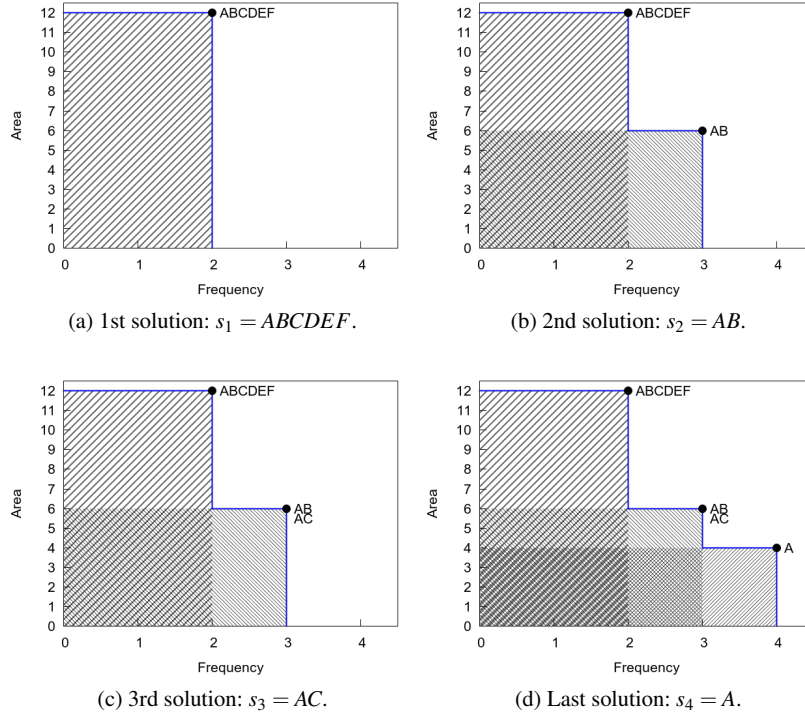 12
11
10
9
8
7
6
5
4
3
2
1
0
Area
ABCDEF
0 1 2 3 4
Frequency
(a) 1st solution: s1 = ABCDEF.
12
11
10
9
8
7
6
5
4
3
2
1
0
Area
ABCDEF
AB
0 1 2 3 4
Frequency
(b) 2nd solution: s2 = AB.
12
11
10
9
8
7
6
5
4
3
2
1
0
Area
ABCDEF
AB
AC
0 1 2 3 4
Frequency
(c) 3rd solution: s3 = AC.
12
11
10
9
8
7
6
5
4
3
2
1
0
Area
ABCDEF
AB
AC
A
0 1 2 3 4
Frequency
(d) Last solution: s4 = A.